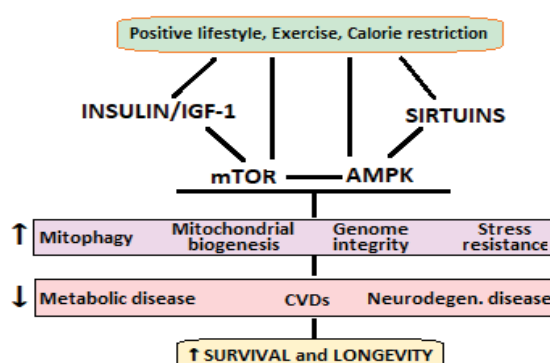 Positive lifestyle, Exercise, Calorie restriction
INSULIN/IGF-1
SIRTUINS
mTOR
AMPK
↑
Mitophagy
Mitochondrial
biogenesis
Genome
integrity
Stress
resistance
↓
Metabolic disease
CVDs
Neurodegen. disease
↑ SURVIVAL and LONGEVITY